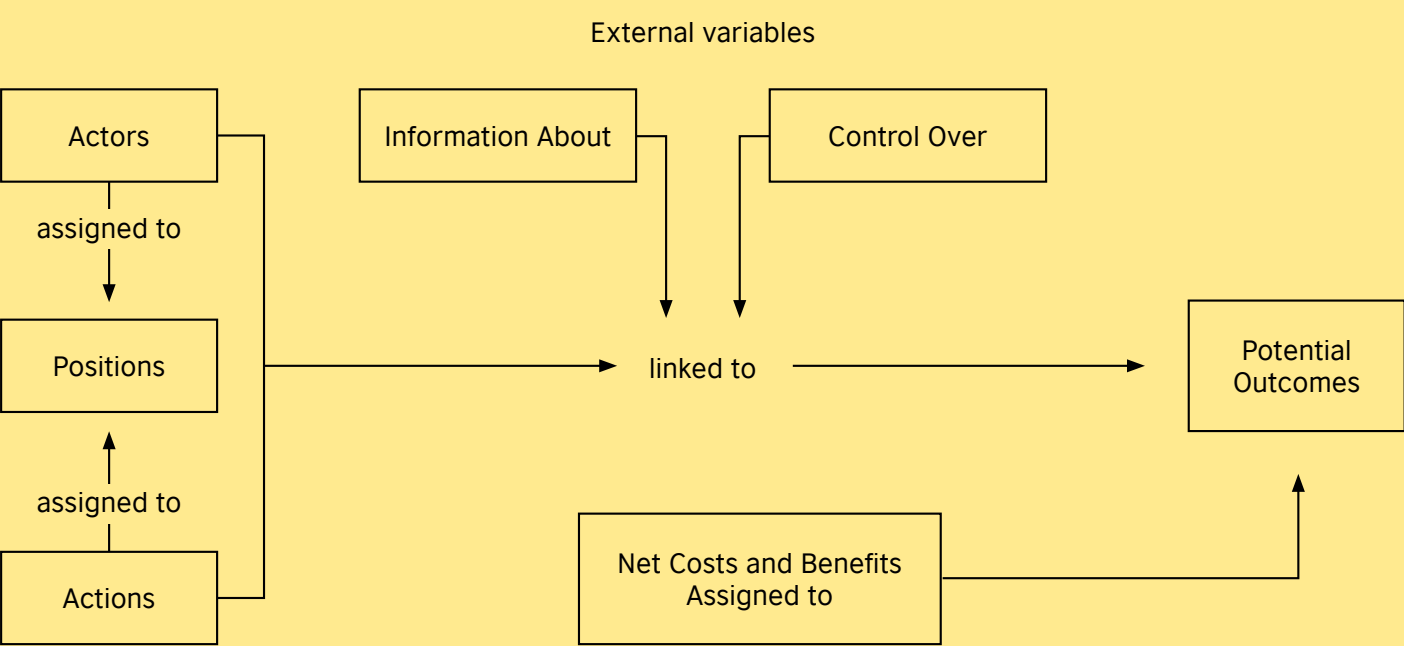 External variables
Actors
Information About
Control Over
assigned to
Positions
linked to
Potential
Outcomes
assigned to
Actions
Net Costs and Benefits
Assigned to